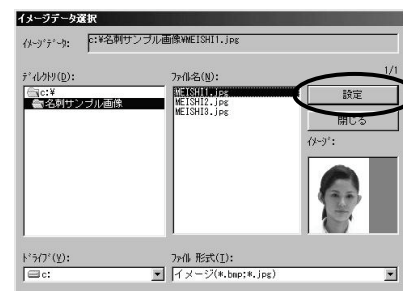 イメージデータ選択
イメージデータ: c:¥名刺サンプル画像¥MEISHI1.jpg
ディレクトリ(D):
ファイル名(N):
1/1
c:¥
名刺サンプル画像
MEISHI1.jpg
MEISHI2.jpg
MEISHI3.jpg
設定
閉じる
イメージ:
ドライブ(V):
ファイル 形式(T):
c:
イメージ(*.bmp;*.jpg)